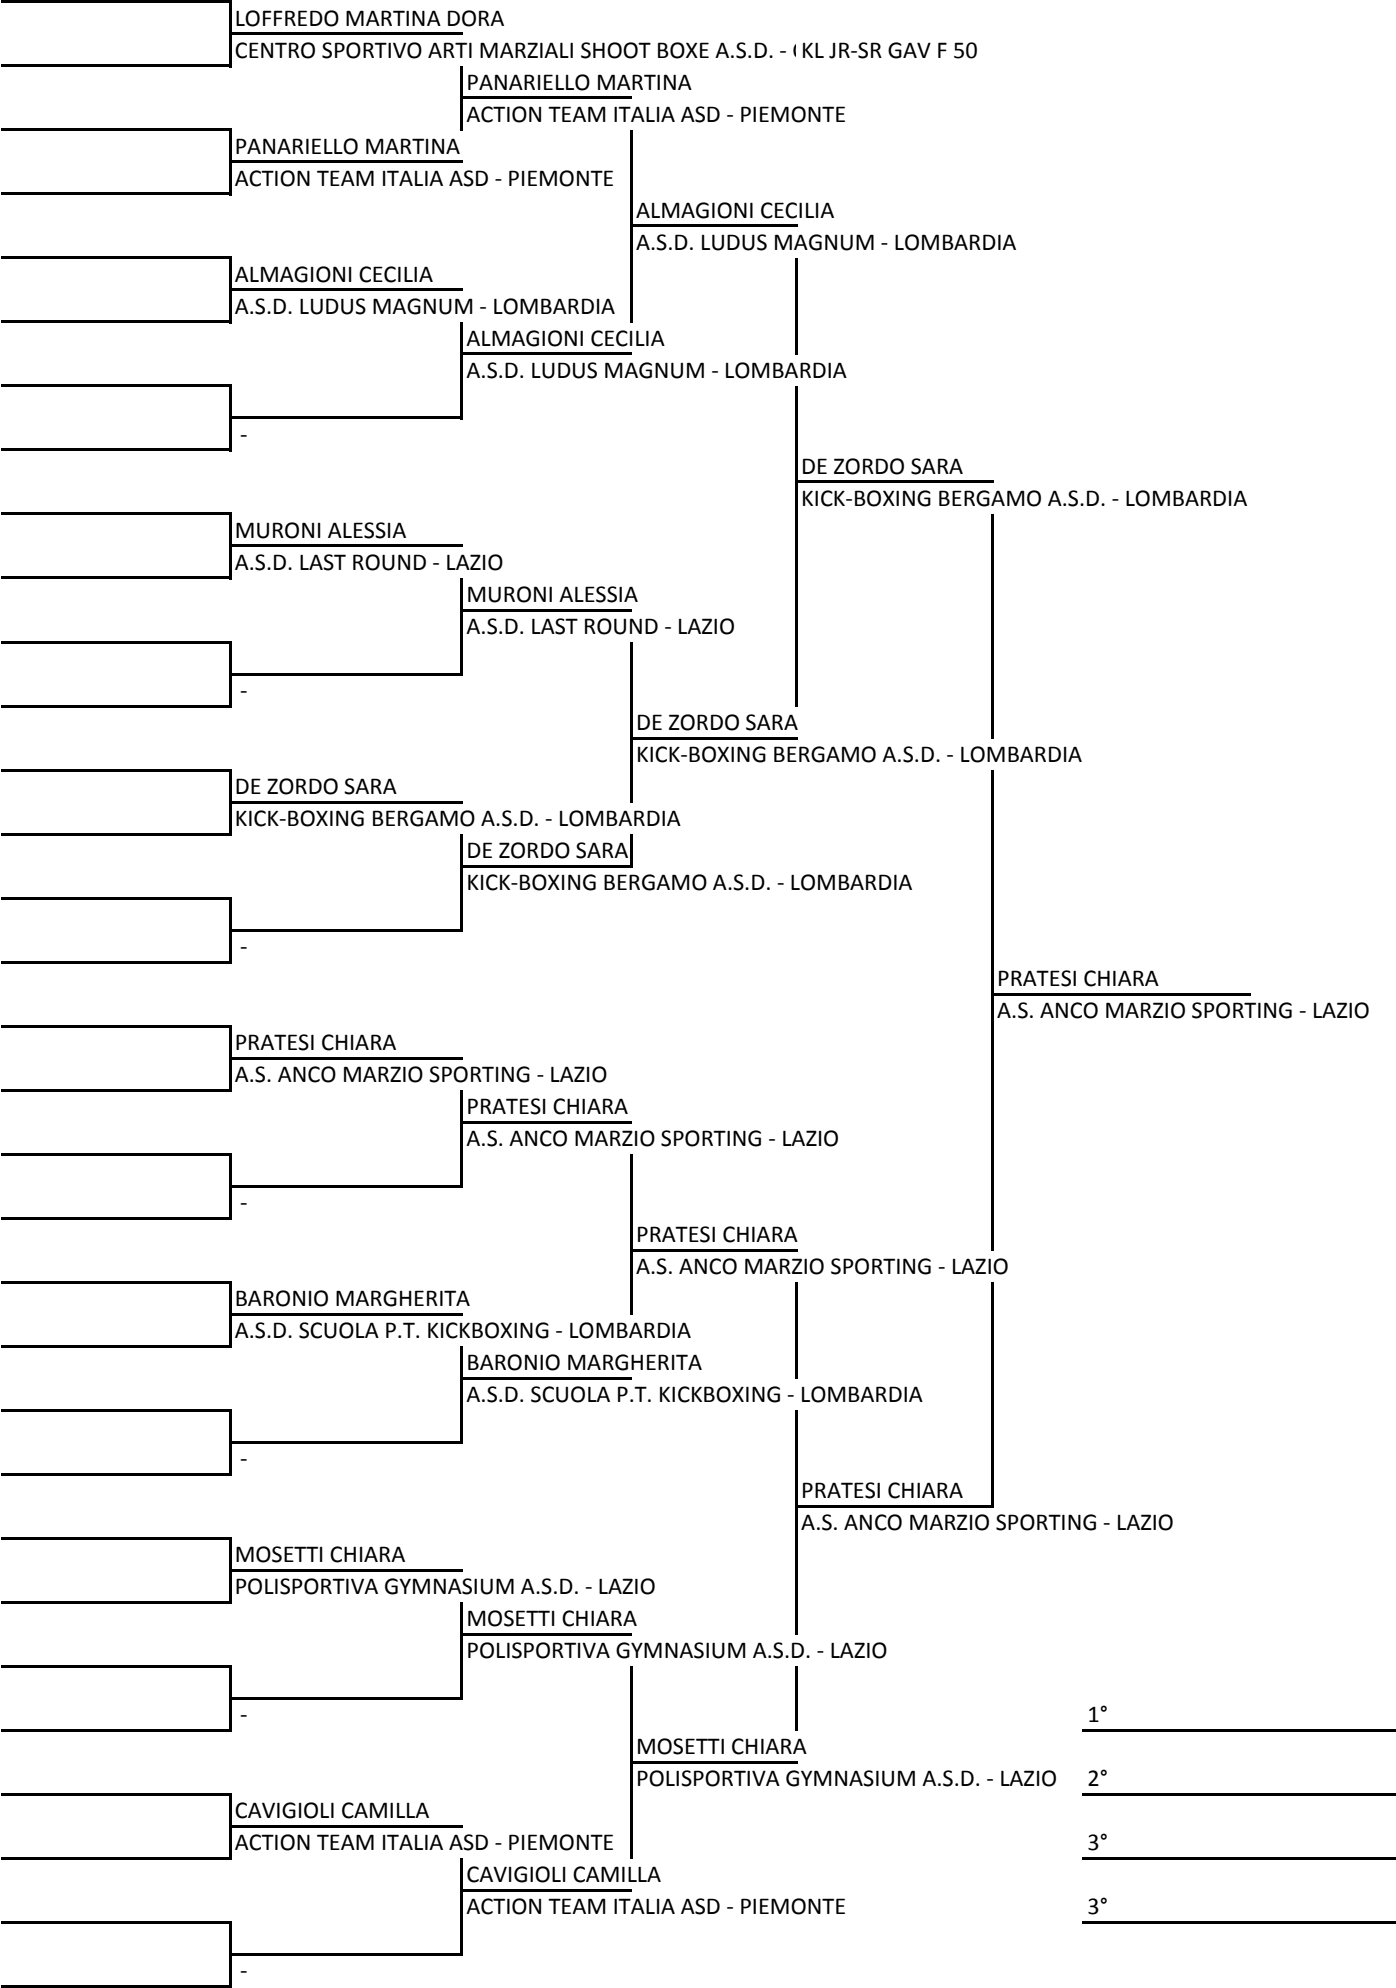 LOFFREDO MARTINA DORA
CENTRO SPORTIVO ARTI MARZIALI SHOOT BOXE A.S.D. - KL JR-SR GAV F 50
PANARIELLO MARTINA
ACTION TEAM ITALIA ASD - PIEMONTE
PANARIELLO MARTINA
ACTION TEAM ITALIA ASD - PIEMONTE
ALMAGIONI CECILIA
A.S.D. LUDUS MAGNUM - LOMBARDIA
ALMAGIONI CECILIA
A.S.D. LUDUS MAGNUM - LOMBARDIA
ALMAGIONI CECILIA
A.S.D. LUDUS MAGNUM - LOMBARDIA
-
DE ZORDO SARA
KICK-BOXING BERGAMO A.S.D. - LOMBARDIA
MURONI ALESSIA
A.S.D. LAST ROUND - LAZIO
MURONI ALESSIA
A.S.D. LAST ROUND - LAZIO
-
DE ZORDO SARA
KICK-BOXING BERGAMO A.S.D. - LOMBARDIA
DE ZORDO SARA
KICK-BOXING BERGAMO A.S.D. - LOMBARDIA
DE ZORDO SARA
KICK-BOXING BERGAMO A.S.D. - LOMBARDIA
-
PRATESI CHIARA
A.S. ANCO MARZIO SPORTING - LAZIO
PRATESI CHIARA
A.S. ANCO MARZIO SPORTING - LAZIO
PRATESI CHIARA
A.S. ANCO MARZIO SPORTING - LAZIO
-
PRATESI CHIARA
A.S. ANCO MARZIO SPORTING - LAZIO
BARONIO MARGHERITA
A.S.D. SCUOLA P.T. KICKBOXING - LOMBARDIA
BARONIO MARGHERITA
A.S.D. SCUOLA P.T. KICKBOXING - LOMBARDIA
-
PRATESI CHIARA
A.S. ANCO MARZIO SPORTING - LAZIO
MOSETTI CHIARA
POLISPORTIVA GYMNASIUM A.S.D. - LAZIO
MOSETTI CHIARA
POLISPORTIVA GYMNASIUM A.S.D. - LAZIO
-
1°
MOSETTI CHIARA
POLISPORTIVA GYMNASIUM A.S.D. - LAZIO
2°
CAVIGIOLI CAMILLA
ACTION TEAM ITALIA ASD - PIEMONTE
3°
CAVIGIOLI CAMILLA
ACTION TEAM ITALIA ASD - PIEMONTE
3°
-